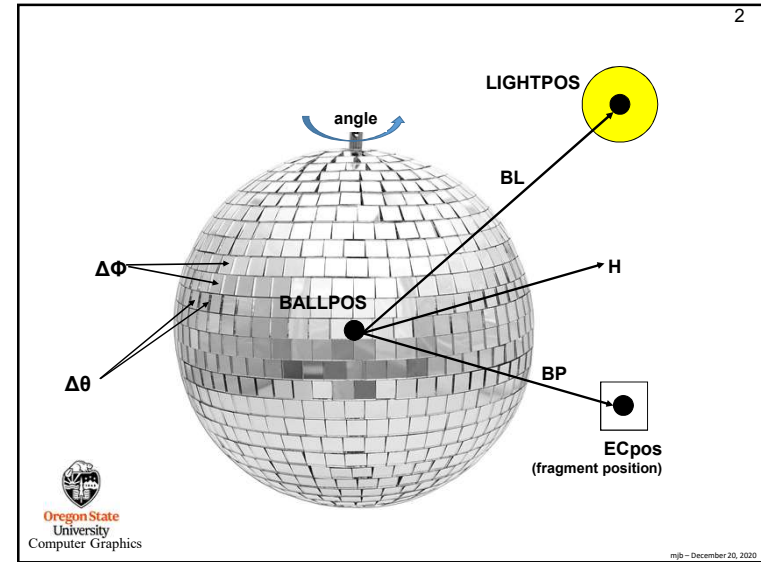 2
LIGHTPOS
angle
BL
ΔΦ
H
BALLPOS
BP
Δθ
ECpos
(fragment position)
Oregon State
University
Computer Graphics
mjb – December 20, 2020